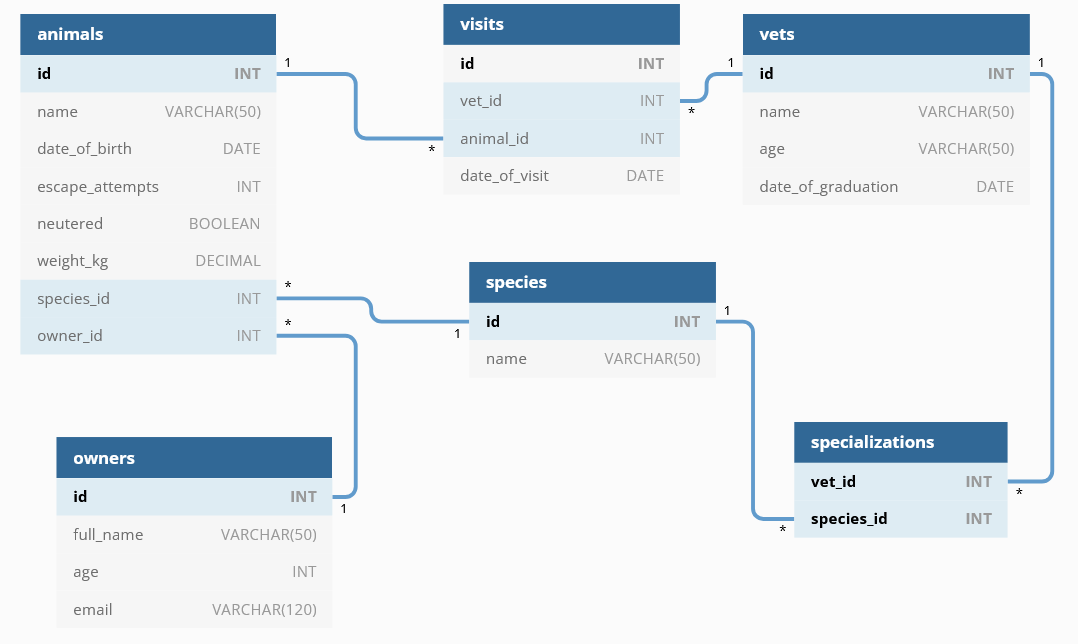 animals
id INT
name VARCHAR(50)
date_of_birth DATE
escape_attempts INT
neutered BOOLEAN
weight_kg DECIMAL
species_id INT
owner_id INT
1
*
*
*
visits
id INT
vet_id INT
animal_id INT
date_of_visit DATE
*
1
vets
id INT
name VARCHAR(50)
age VARCHAR(50)
date_of_graduation DATE
1
species
id INT
name VARCHAR(50)
1
1
owners
id INT
full_name VARCHAR(50)
age INT
email VARCHAR(120)
1
specializations
vet_id INT
species_id INT
*
*